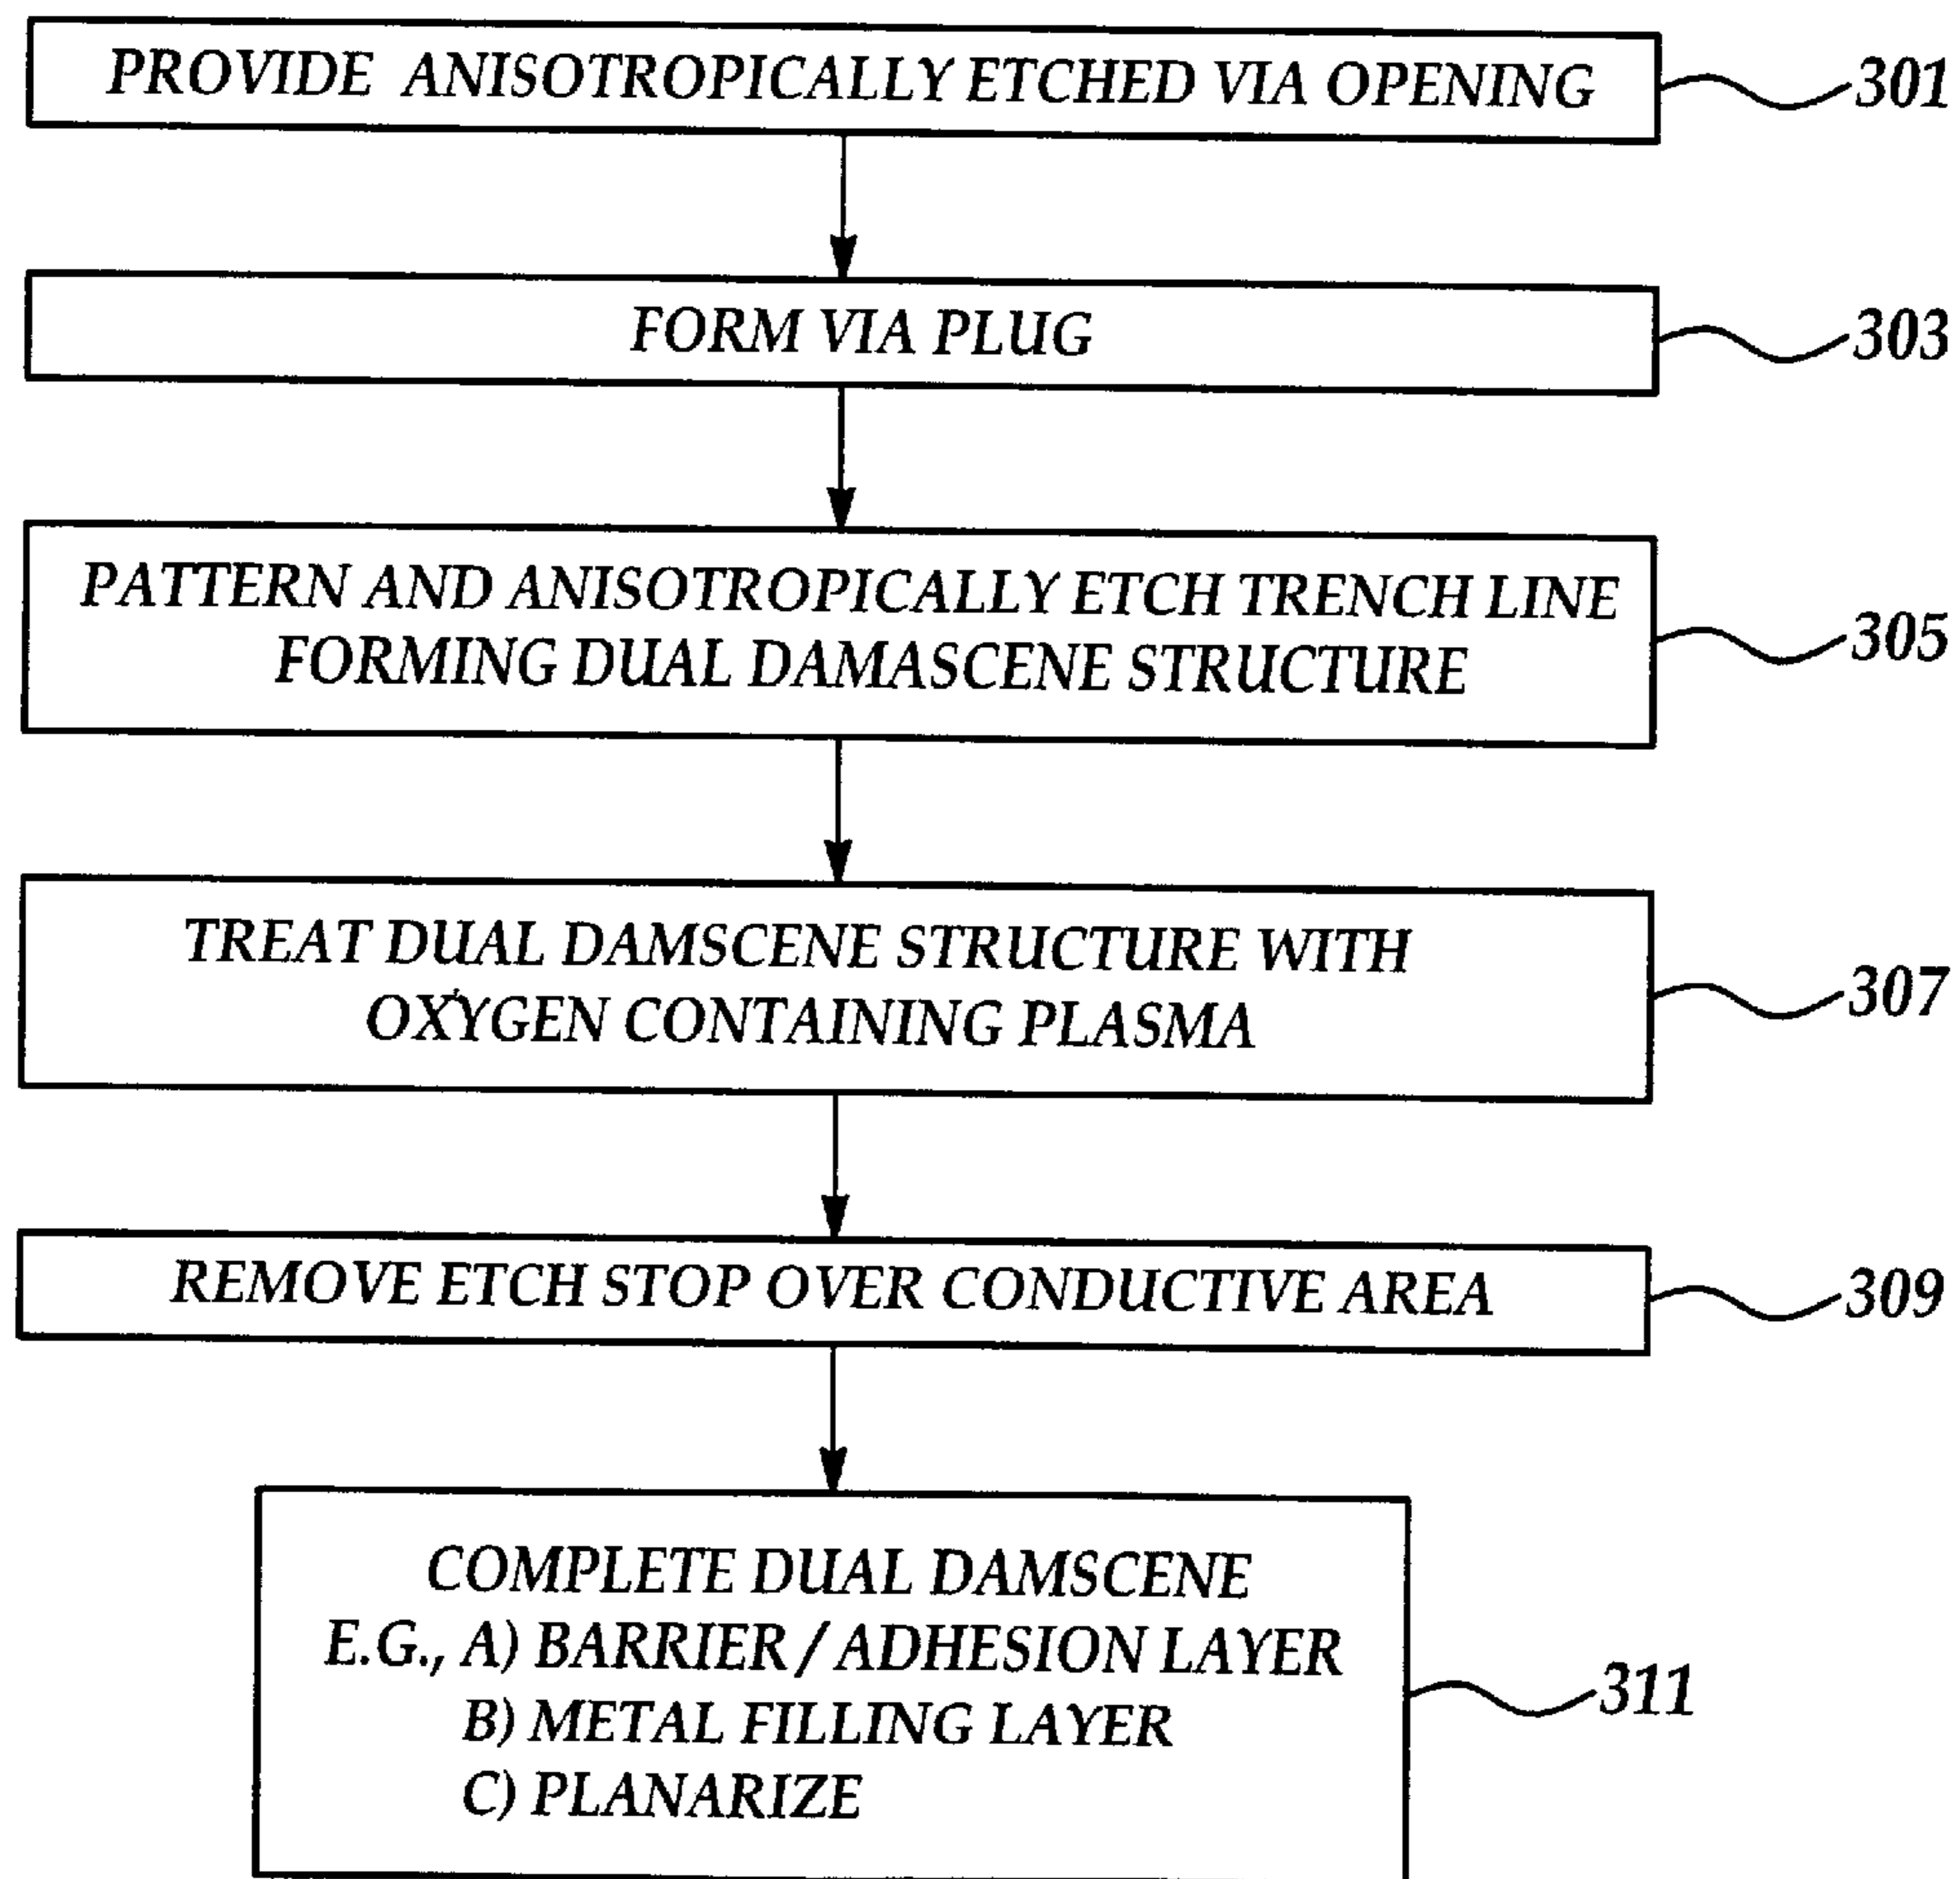 PROVIDE ANISOTROPICALLY ETCHED VIA OPENING
301
FORM VIA PLUG
303
PATTERN AND ANISOTROPICALLY ETCH TRENCH LINE
FORMING DUAL DAMASCENE STRUCTURE
305
TREAT DUAL DAMSCENE STRUCTURE WITH
OXYGEN CONTAINING PLASMA
307
REMOVE ETCH STOP OVER CONDUCTIVE AREA
309
COMPLETE DUAL DAMSCENE
E.G., A) BARRIER / ADHESION LAYER
B) METAL FILLING LAYER
C) PLANARIZE
311